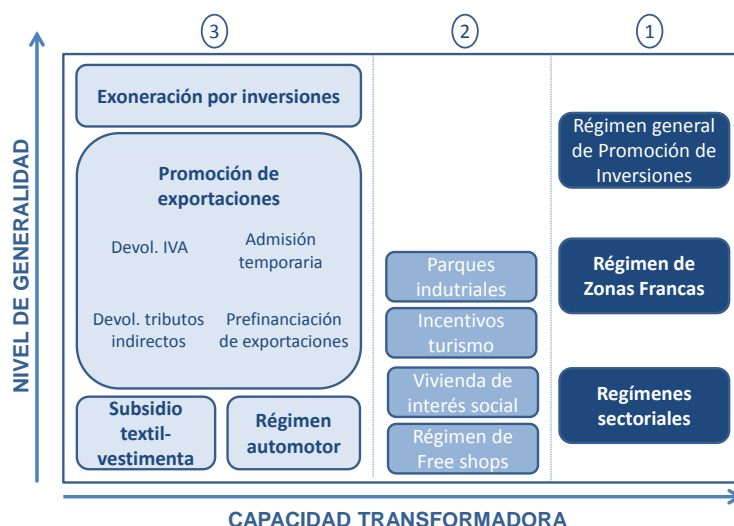 3
2
1
Exoneración por inversiones
Promoción de
exportaciones
Devol. IVA
Admisión
temporaria
Devol. tributos
indirectos
Prefinanciación
de exportaciones
Subsidio
textil-
vestimenta
Régimen
automotor
Parques
indutriales
Incentivos
turismo
Vivienda de
interés social
Régimen de
Free shops
Régimen general
de Promoción de
Inversiones
Régimen de
Zonas Francas
Regímenes
sectoriales
NIVEL DE GENERALIDAD
CAPACIDAD TRANSFORMADORA